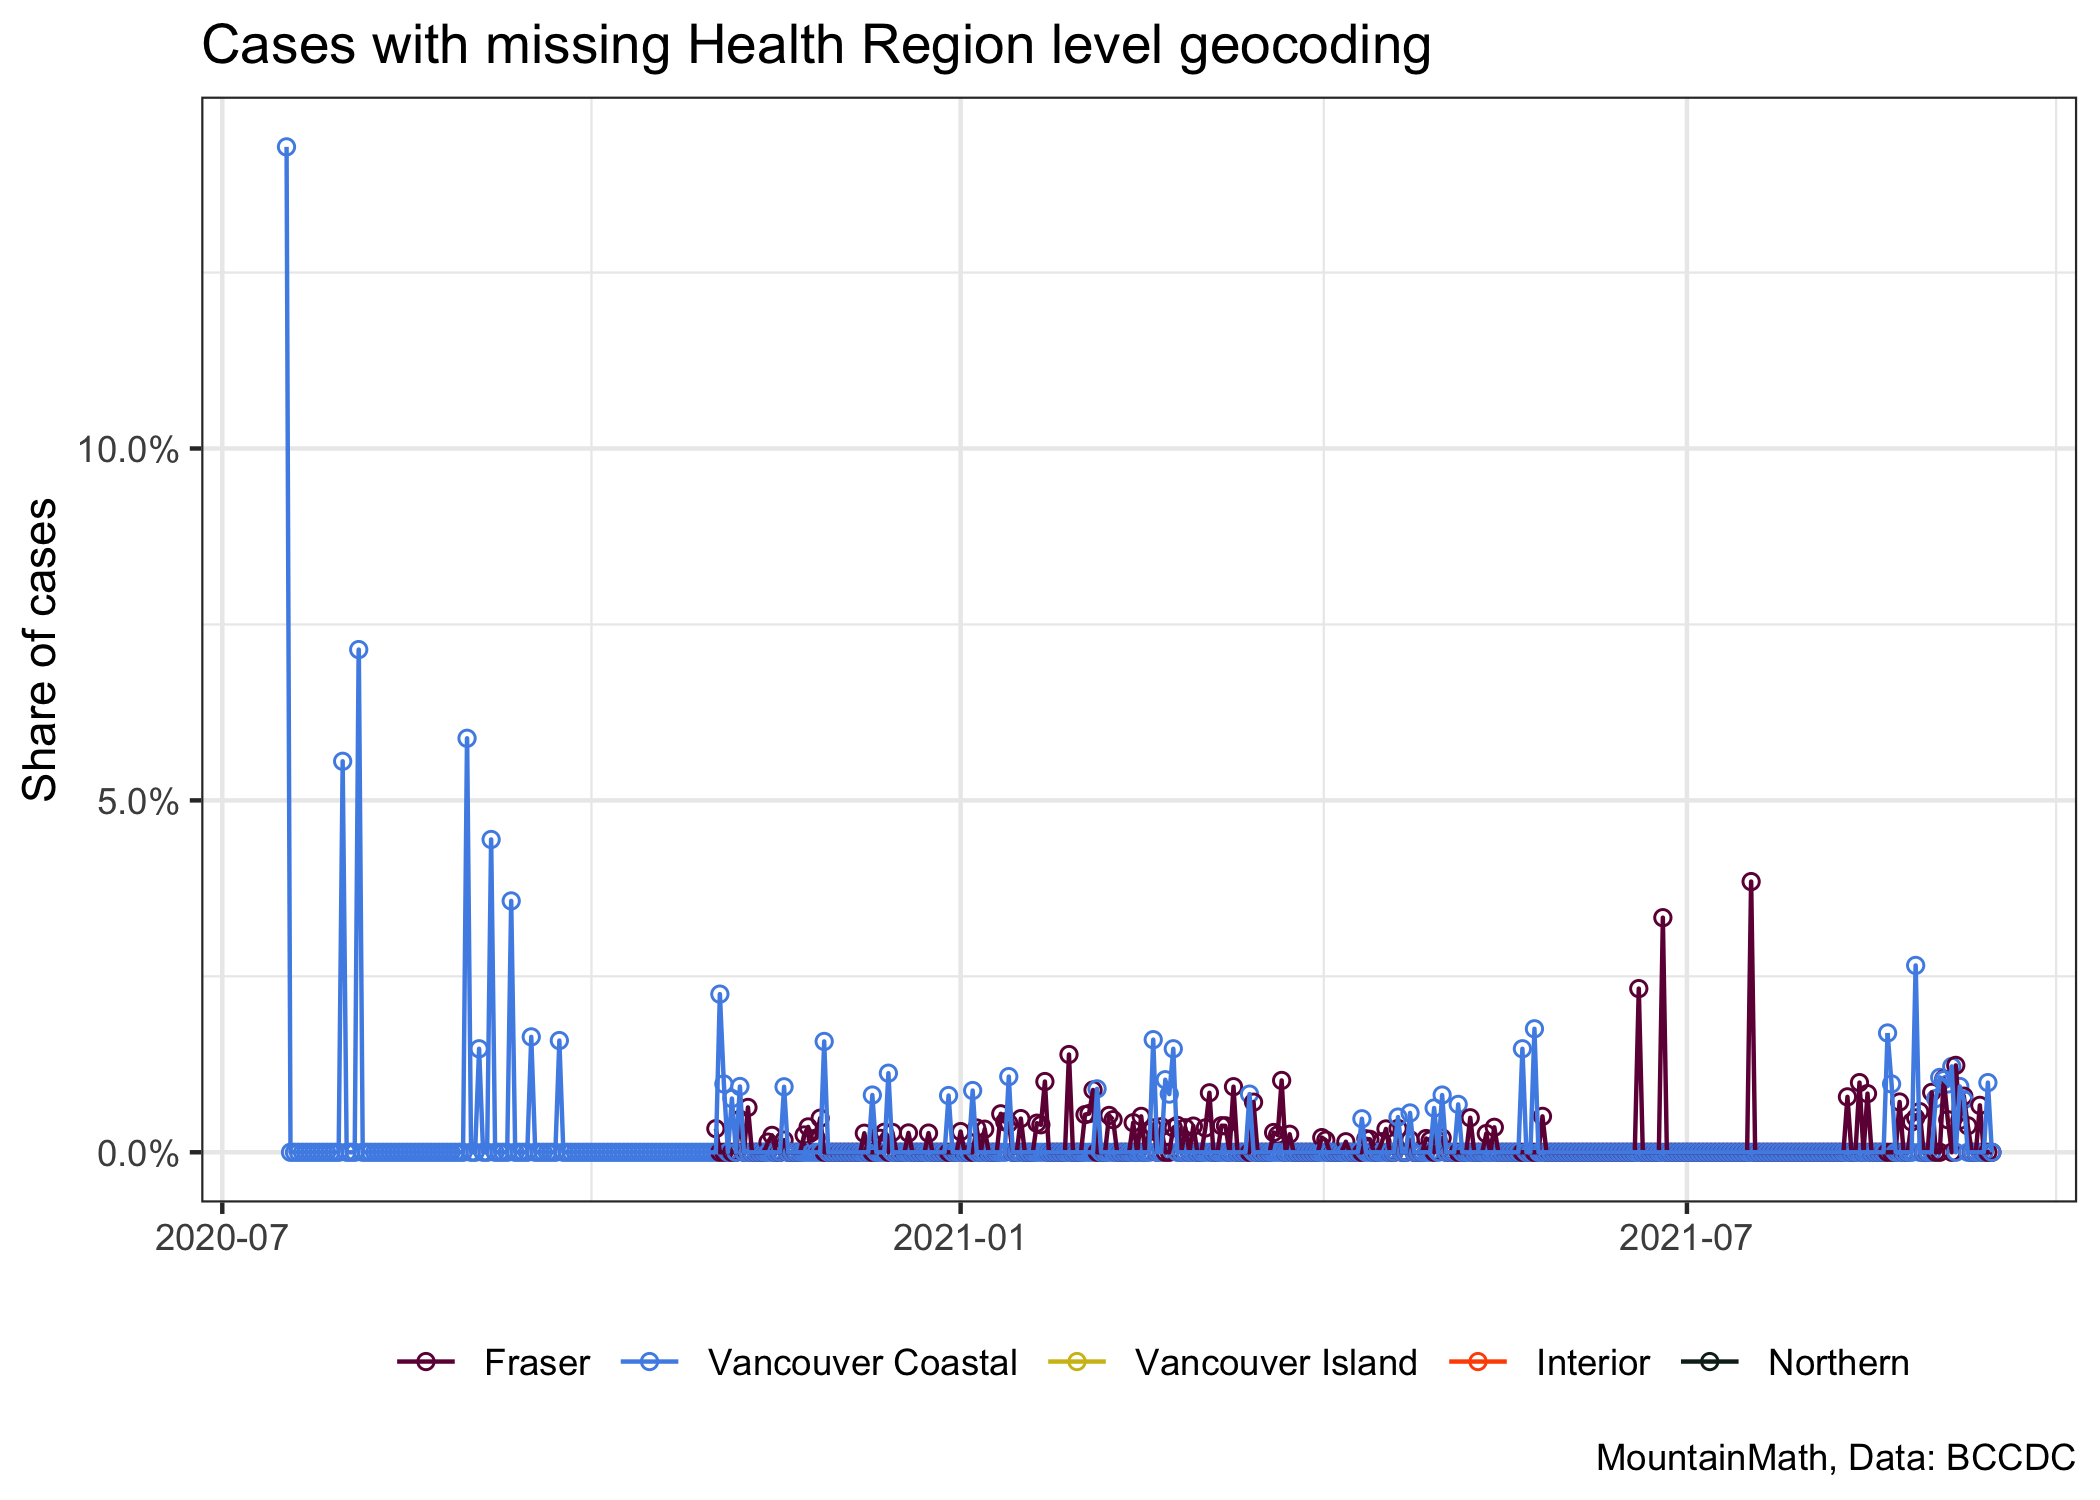 Cases with missing Health Region level geocoding
Share of cases
10.0%
5.0%
0.0%
2020-07 2021-01 2021-07
Fraser Vancouver Coastal Vancouver Island Interior Northern
MountainMath, Data: BCCDC